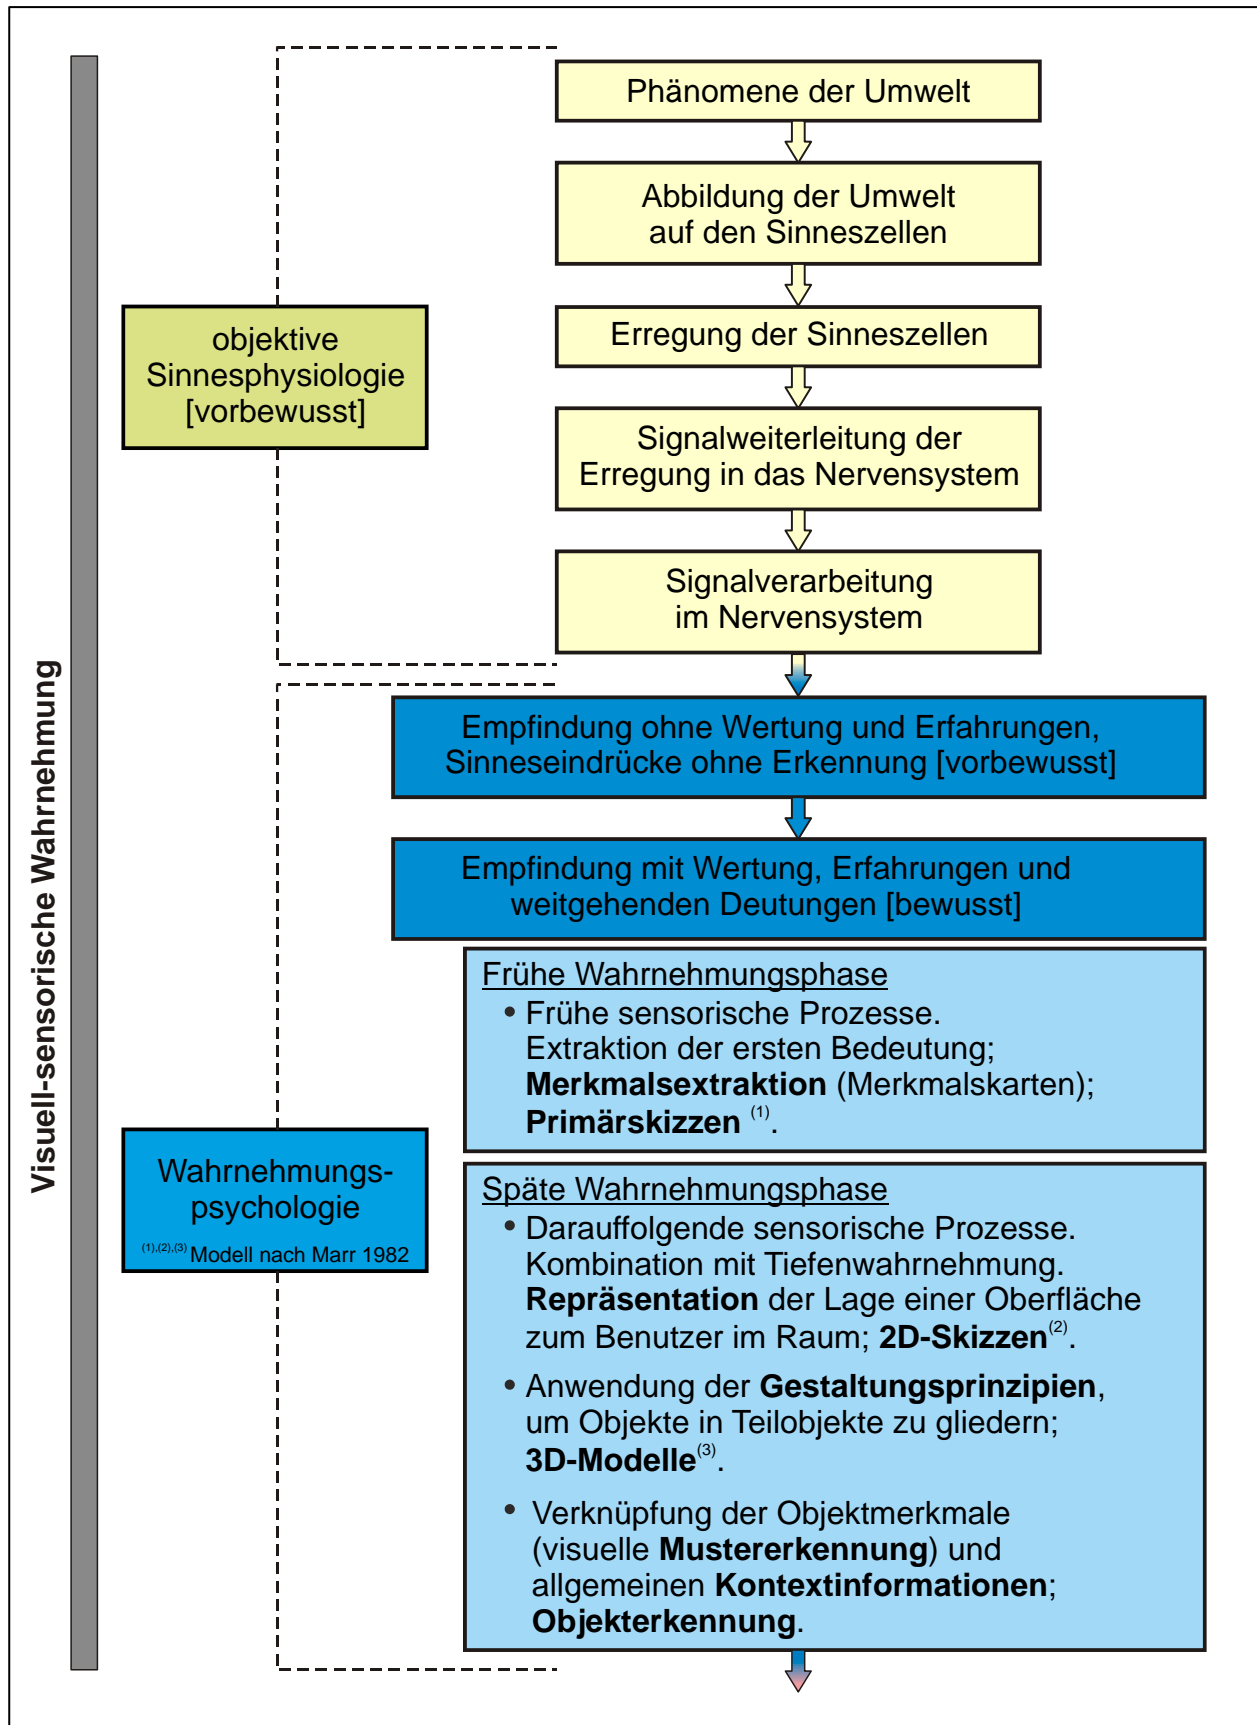 Visuell-sensorische Wahrnehmung
objektive
Sinnesphysiologie
[vorbewusst]
Phänomene der Umwelt
Abbildung der Umwelt
auf den Sinneszellen
Erregung der Sinneszellen
Signalweiterleitung der
Erregung in das Nervensystem
Signalverarbeitung
im Nervensystem
Wahrnehmungs-
psychologie
(1),(2),(3) Modell nach Marr 1982
Empfindung ohne Wertung und Erfahrungen,
Sinneseindrücke ohne Erkennung [vorbewusst]
Empfindung mit Wertung, Erfahrungen und
weitgehenden Deutungen [bewusst]
Frühe Wahrnehmungsphase
• Frühe sensorische Prozesse.
Extraktion der ersten Bedeutung;
Merkmalsextraktion (Merkmalskarten);
Primärskizzen (1).
Späte Wahrnehmungsphase
• Darauffolgende sensorische Prozesse.
Kombination mit Tiefenwahrnehmung.
Repräsentation der Lage einer Oberfläche
zum Benutzer im Raum; 2D-Skizzen(2).
• Anwendung der Gestaltungsprinzipien,
um Objekte in Teilobjekte zu gliedern;
3D-Modelle(3).
• Verknüpfung der Objektmerkmale
(visuelle Mustererkennung) und
allgemeinen Kontextinformationen;
Objekterkennung.